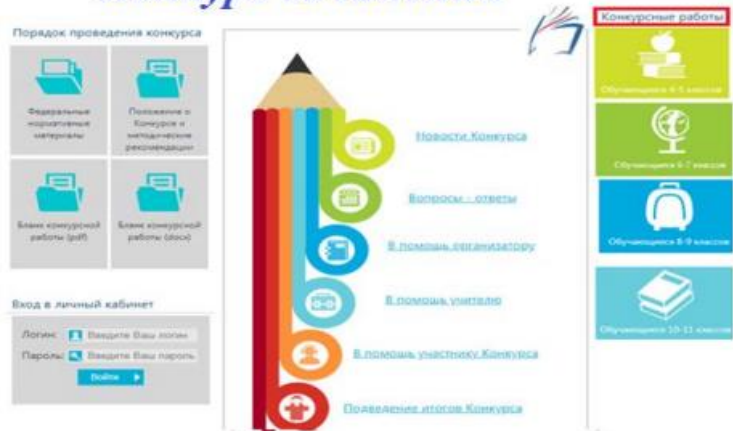 Конкурсные работы
Порядок проведения конкурса
Федеральные
нормативные
материалы
Положение о
Конкурсе и
методические
рекомендации
Бланк конкурсной
работы (pdf)
Бланк конкурсной
работы (docx)
Вход в личный кабинет
Логин:
Введите Ваш логин
Пароль:
Введите Ваш пароль
Войти
Новости Конкурса
Вопросы - ответы
В помощь организатору
В помощь учителю
В помощь участнику Конкурса
Подведение итогов Конкурса
Обучающиеся 4-5 классов
Обучающиеся 6-7 классов
Обучающиеся 8-9 классов
Обучающиеся 10-11 классов